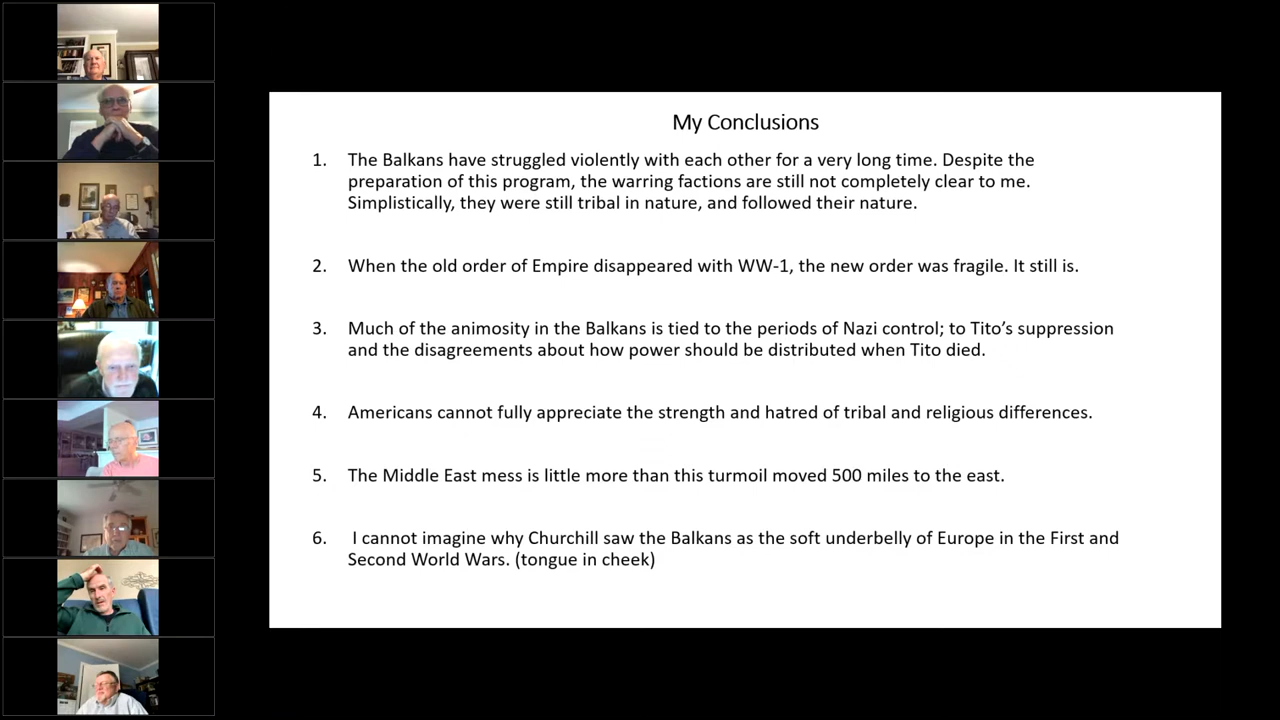 My Conclusions
1. The Balkans have struggled violently with each other for a very long time. Despite the
preparation of this program, the warring factions are still not completely clear to me.
Simplistically, they were still tribal in nature, and followed their nature.
2. When the old order of Empire disappeared with WW-1, the new order was fragile. It still is.
3. Much of the animosity in the Balkans is tied to the periods of Nazi control; to Tito’s suppression
and the disagreements about how power should be distributed when Tito died.
4. Americans cannot fully appreciate the strength and hatred of tribal and religious differences.
5. The Middle East mess is little more than this turmoil moved 500 miles to the east.
6. I cannot imagine why Churchill saw the Balkans as the soft underbelly of Europe in the First and
Second World Wars. (tongue in cheek)